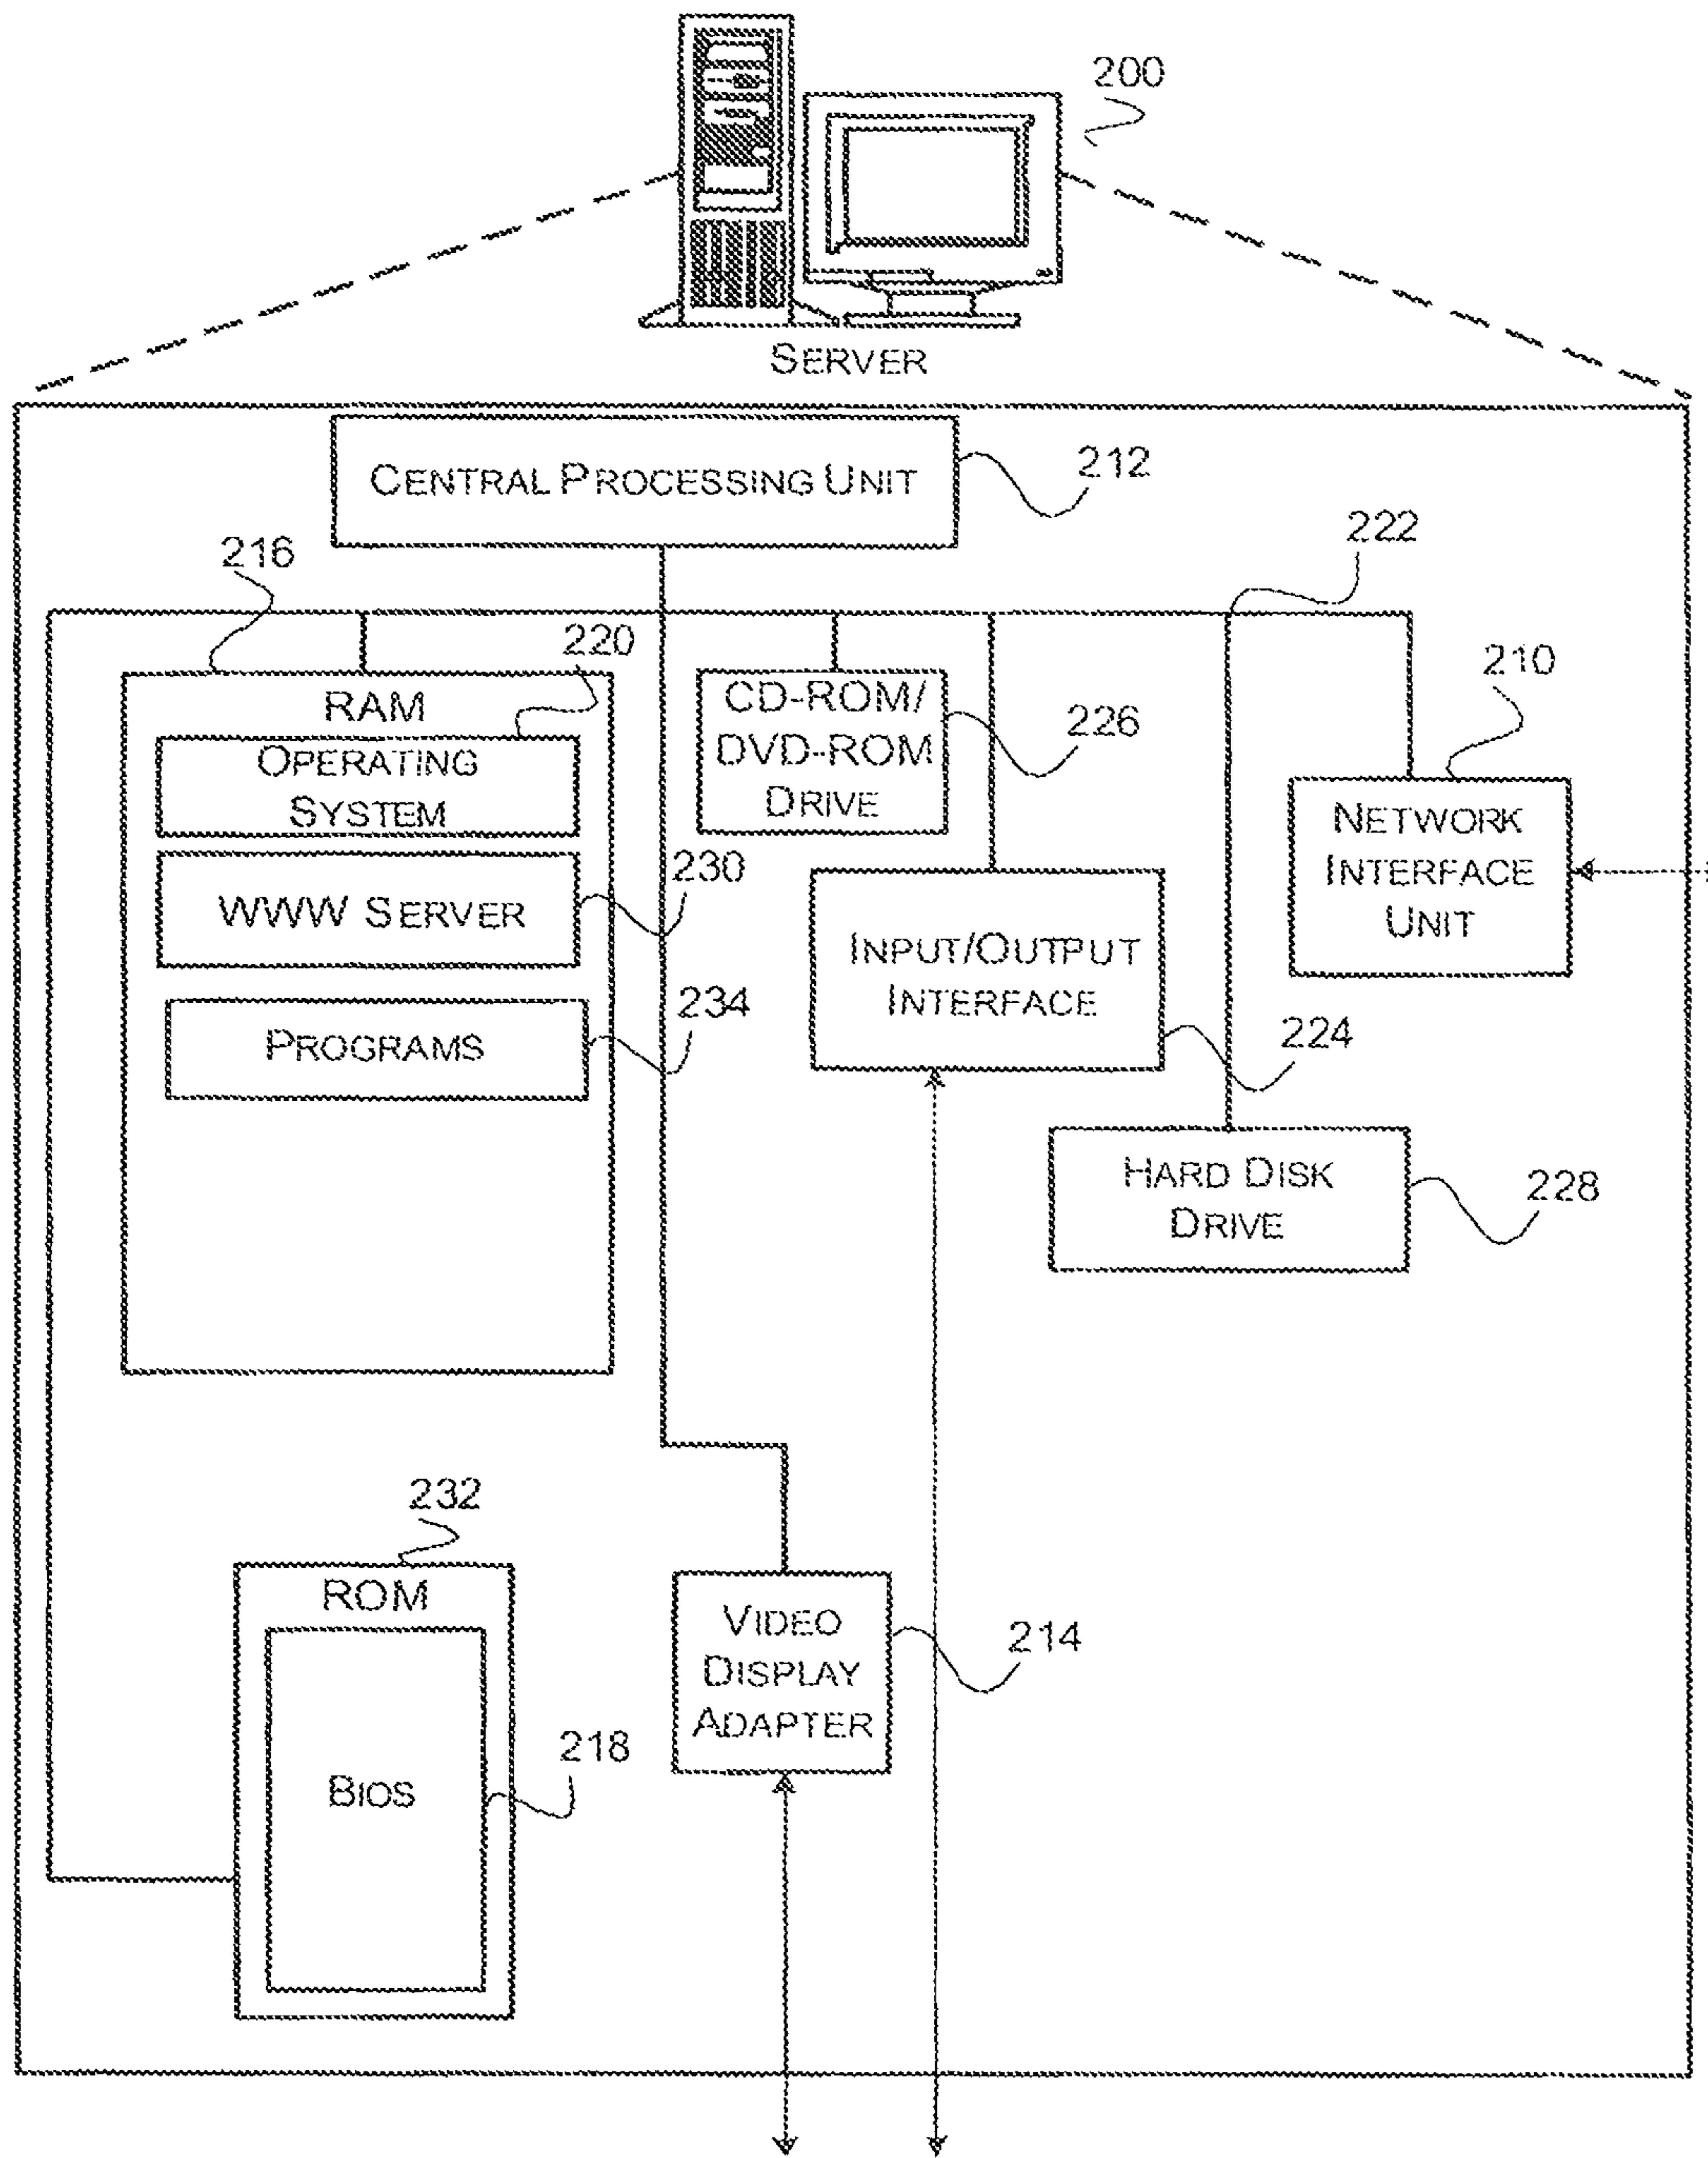 200
SERVER
CENTRAL PROCESSING UNIT
212
216
222
220
210
RAM
OPERATING
SYSTEM
CD-ROM/
DVD-ROM
DRIVE
226
NETWORK
INTERFACE
UNIT
WWW SERVER
230
INPUT/OUTPUT
INTERFACE
PROGRAMS
234
224
HARD DISK
DRIVE
228
232
ROM
BIOS
218
VIDEO
DISPLAY
ADAPTER
214